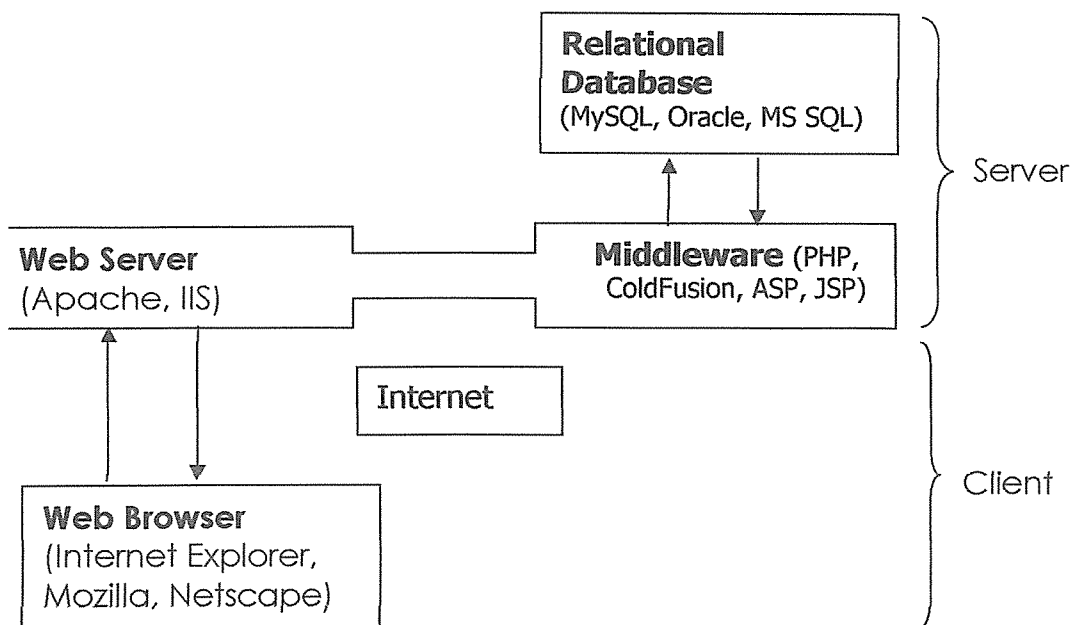 Relational
Database
(MySQL, Oracle, MS SQL)
Server
Web Server
(Apache, IIS)
Middleware (PHP,
ColdFusion, ASP, JSP)
Internet
Client
Web Browser
(Internet Explorer,
Mozilla, Netscape)